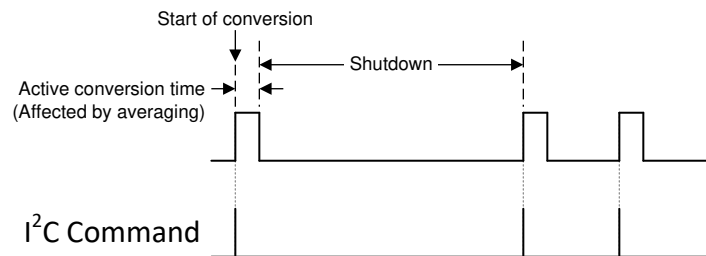 Start of conversion
Shutdown
Active conversion time
(Affected by averaging)
I²C Command